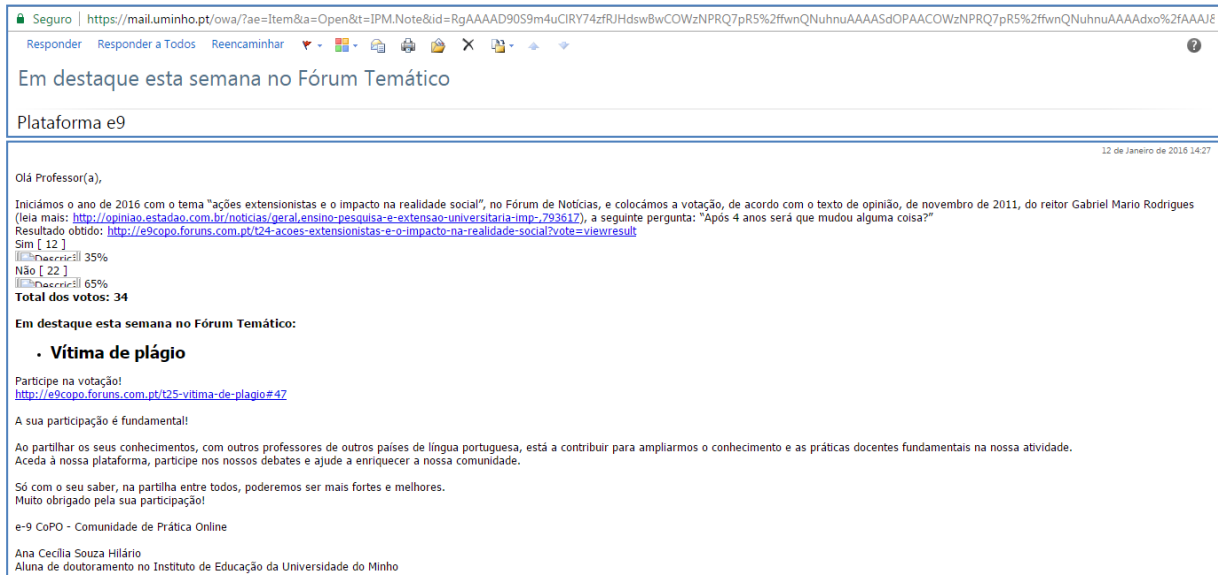 Seguro | https://mail.uminho.pt/owa/?ae=Item&a=Open&t=IPM.Note&id=RgAAAAD90S9m4uClRY74zfRJHdswBwCOWzNPRQ7pR5%2ffwnQNuhnuAAAASdOPAACOWzNPRQ7pR5%2ffwnQNuhnuAAAAdxo%2fAAAJ&
Responder Responder a Todos Reencaminhar
Em destaque esta semana no Fórum Temático
Plataforma e9
12 de Janeiro de 2016 14:27
Olá Professor(a),
Iniciámos o ano de 2016 com o tema “ações extensionistas e o impacto na realidade social”, no Fórum de Notícias, e colocámos a votação, de acordo com o texto de opinião, de novembro de 2011, do reitor Gabriel Mario Rodrigues
(leia mais: http://opiniao.estadao.com.br/noticias/geral,ensino-pesquisa-e-extensao-universitaria-imp-,793617), a seguinte pergunta: “Após 4 anos será que mudou alguma coisa?”
Resultado obtido: http://e9copo.foruns.com.pt/t24-acoes-extensionistas-e-o-impacto-na-realidade-social?vote=viewresult
Sim [ 12 ]
35%
Não [ 22 ]
65%
Total dos votos: 34
Em destaque esta semana no Fórum Temático:
• Vítima de plágio
Participe na votação!
http://e9copo.foruns.com.pt/t25-vitima-de-plagio#47
A sua participação é fundamental!
Ao partilhar os seus conhecimentos, com outros professores de outros países de língua portuguesa, está a contribuir para ampliarmos o conhecimento e as práticas docentes fundamentais na nossa atividade.
Aceda à nossa plataforma, participe nos nossos debates e ajude a enriquecer a nossa comunidade.
Só com o seu saber, na partilha entre todos, poderemos ser mais fortes e melhores.
Muito obrigado pela sua participação!
e-9 CoPO - Comunidade de Prática Online
Ana Cecília Souza Hilário
Aluna de doutoramento no Instituto de Educação da Universidade do Minho